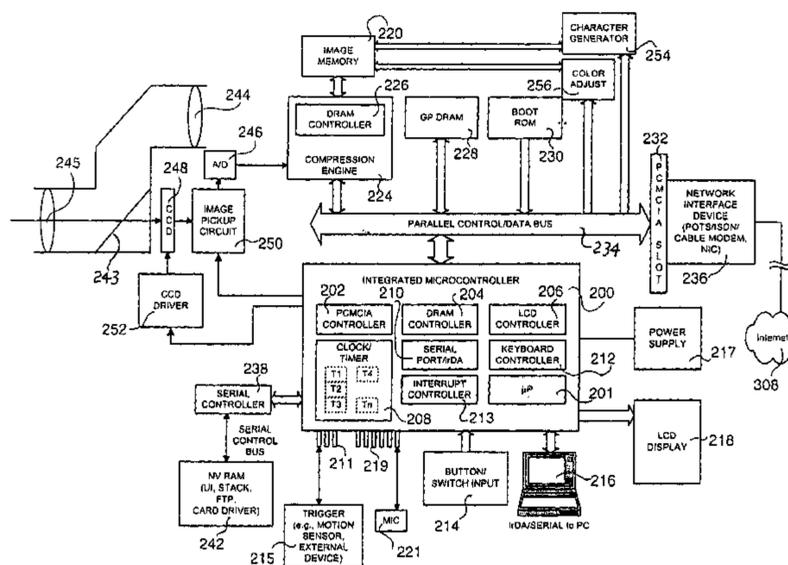 220
CHARACTER
GENERATOR
254
IMAGE
MEMORY
COLOR
ADJUST
256
244
226
DRAM
CONTROLLER
COMPRESSION
ENGINE
224
GP DRAM
228
BOOT
ROM
230
232
246
A/D
245
248
CCD
IMAGE
PICKUP
CIRCUIT
250
243
PARALLEL CONTROL/DATA BUS
234
PCMCIA SLOT
NETWORK
INTERFACE
DEVICE
(POTS/ISDN/
CABLE MODEM,
NIC)
236
CCD
DRIVER
252
INTEGRATED MICROCONTROLLER
200
202
210
204
206
PCMCIA
CONTROLLER
DRAM
CONTROLLER
LCD
CONTROLLER
CLOCK/
TIMER
T1
T4
T2
T3
Tn
208
SERIAL
PORT/IrDA
KEYBOARD
CONTROLLER
212
INTERRUPT
CONTROLLER
213
μP
201
POWER
SUPPLY
217
Internet
308
238
SERIAL
CONTROLLER
SERIAL
CONTROL
BUS
211
219
LCD
DISPLAY
218
NV RAM
(UI, STACK,
FTP,
CARD DRIVER)
242
TRIGGER
(e.g., MOTION
SENSOR,
EXTERNAL
DEVICE)
215
MIC
221
BUTTON/
SWITCH INPUT
214
216
IrDA/SERIAL to PC